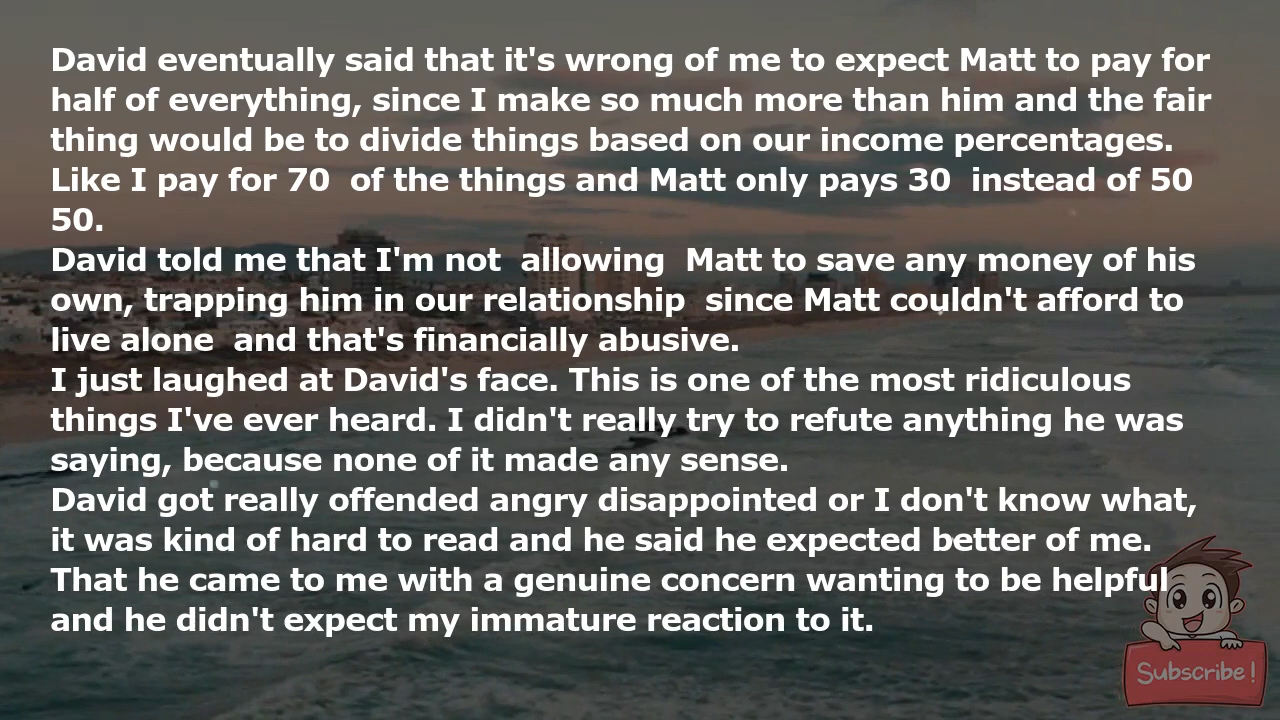 David eventually said that it's wrong of me to expect Matt to pay for
half of everything, since I make so much more than him and the fair
thing would be to divide things based on our income percentages.
Like I pay for 70  of the things and Matt only pays 30  instead of 50
50.
David told me that I'm not  allowing  Matt to save any money of his
own, trapping him in our relationship  since Matt couldn't afford to
live alone  and that's financially abusive.
I just laughed at David's face. This is one of the most ridiculous
things I've ever heard. I didn't really try to refute anything he was
saying, because none of it made any sense.
David got really offended angry disappointed or I don't know what,
it was kind of hard to read and he said he expected better of me.
That he came to me with a genuine concern wanting to be helpful
and he didn't expect my immature reaction to it.
Subscribe!